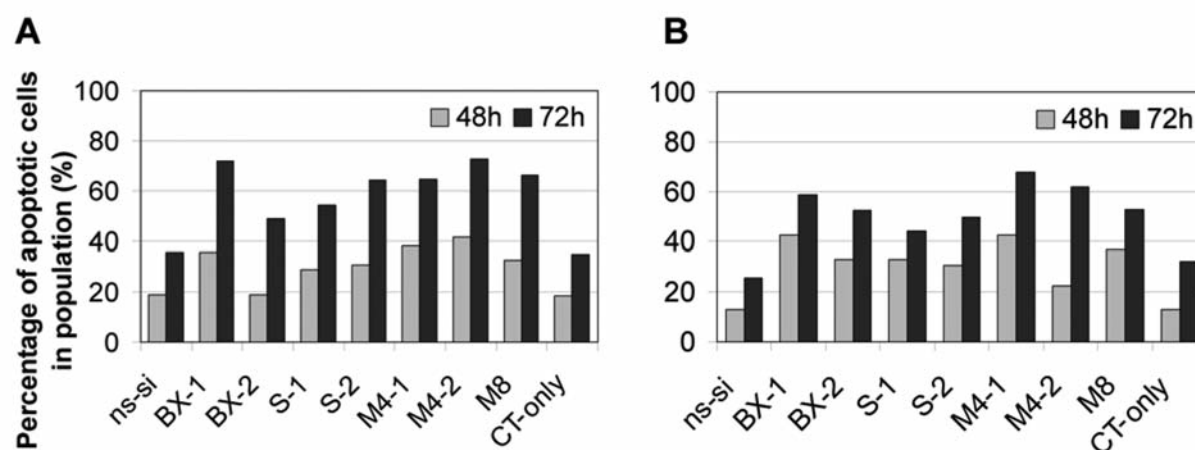 A
B
Percentage of apoptotic cells
in population (%)
100
80
60
40
20
0
48h 72h
ns-si
BX-1
BX-2
S-1
S-2
M4-1
M4-2
M8
CT-only
100
80
60
40
20
0
48h 72h
ns-si
BX-1
BX-2
S-1
S-2
M4-1
M4-2
M8
CT-only